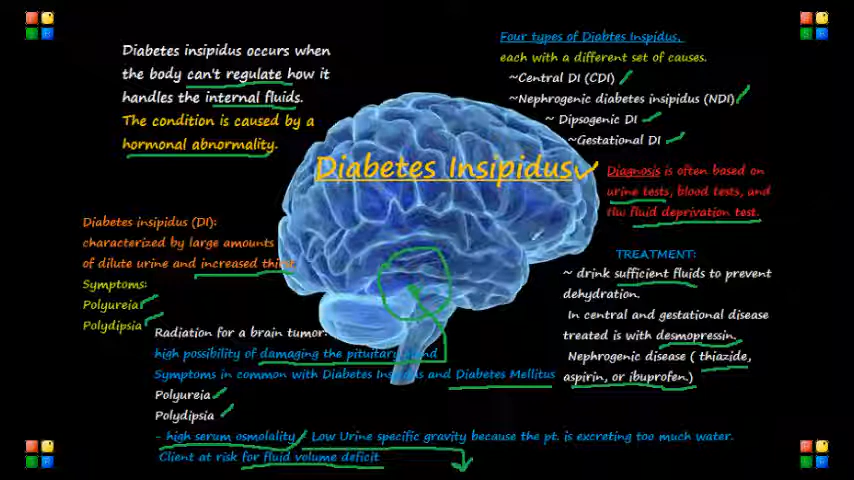 Diabetes insipidus occurs when
the body can't regulate how it
handles the internal fluids.
The condition is caused by a
hormonal abnormality.
Four types of Diabtes Inspidus,
each with a different set of causes.
~Central DI (CDI)
~Nephrogenic diabetes insipidus (NDI)
~ Dipsogenic DI
~Gestational DI
Diabetes Insipidus
Diagnosis is often based on
urine tests, blood tests, and
fluid deprivation test.
Diabetes insipidus (DI):
characterized by large amounts
of dilute urine and increased thirst
Symptoms:
Polyureia
Polydipsia
TREATMENT:
~ drink sufficient fluids to prevent
dehydration.
In central and gestational disease
treated is with desmopressin.
Nephrogenic disease ( thiazide,
aspirin, or ibuprofen.)
Radiation for a brain tumor:
high possibility of damaging the pituitary gland
Symptoms in common with Diabetes Insipidus and Diabetes Mellitus
Polyureia
Polydipsia
- high serum osmolality / Low Urine specific gravity because the pt. is excreting too much water.
Client at risk for fluid volume deficit